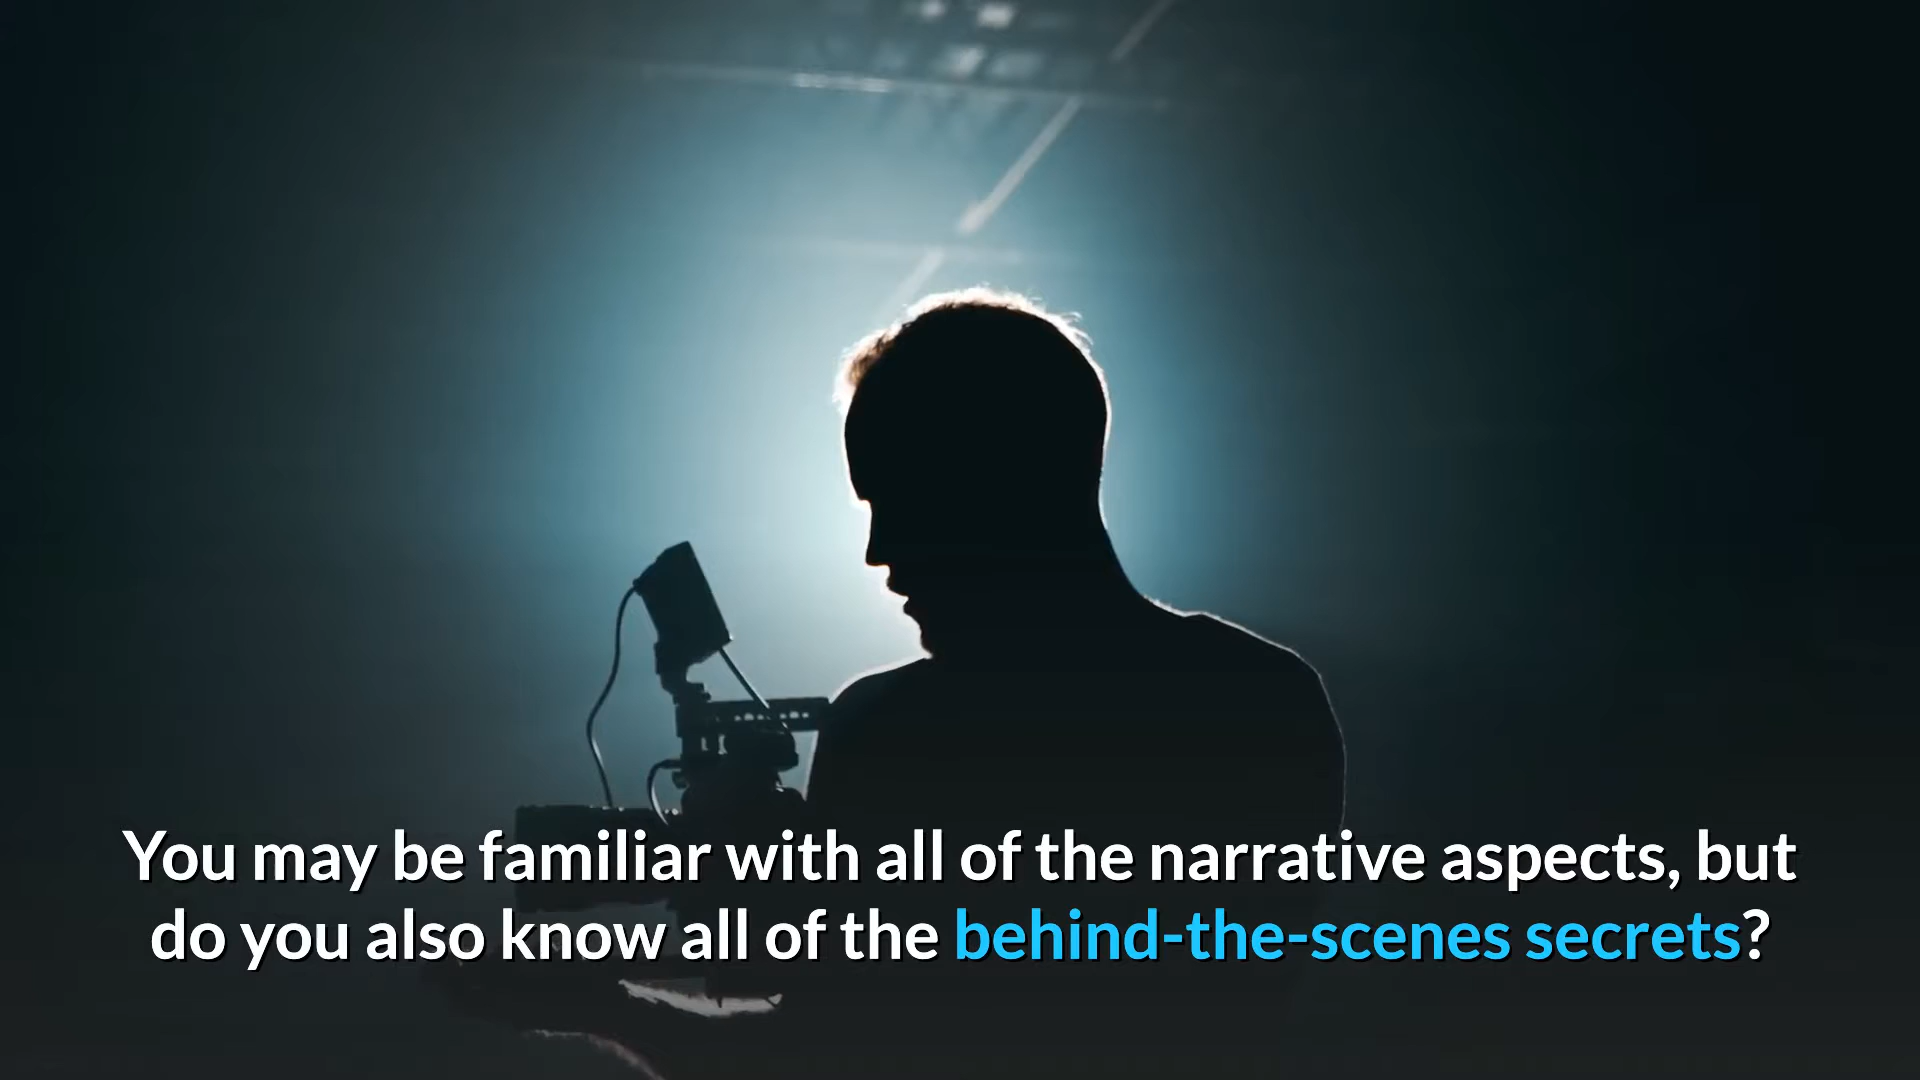 You may be familiar with all of the narrative aspects, but
do you also know all of the behind-the-scenes secrets?